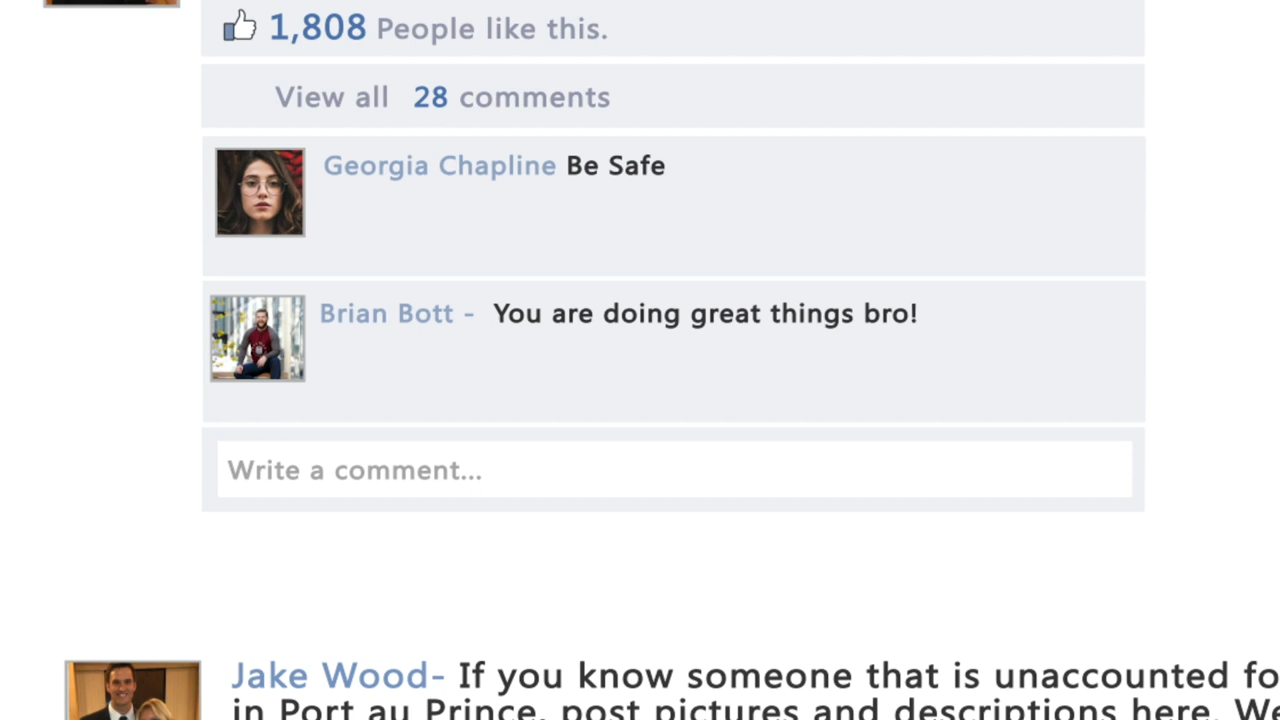 1,808 People like this.
View all 28 comments
Georgia Chapline Be Safe
Brian Bott - You are doing great things bro!
Write a comment...
Jake Wood- If you know someone that is unaccounted fo
in Port au Prince, post pictures and descriptions here. We